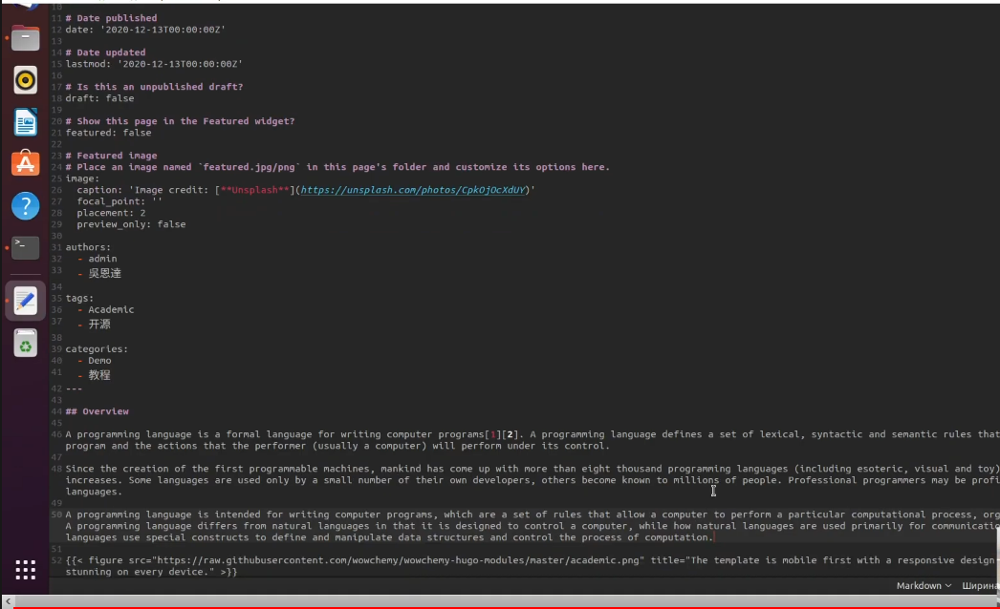 10
11 # Date published
12 date: '2020-12-13T00:00:00Z'
13
14 # Date updated
15 lastmod: '2020-12-13T00:00:00Z'
16
17 # Is this an unpublished draft?
18 draft: false
19
20 # Show this page in the Featured widget?
21 featured: false
22
23 # Featured image
24 # Place an image named `featured.jpg/png` in this page's folder and customize its options here.
25 image:
26   caption: 'Image credit: [**Unsplash**](https://unsplash.com/photos/CpkOjOcXdUY)'
27   focal_point: ''
28   placement: 2
29   preview_only: false
30
31 authors:
32   - admin
33   - 吳恩達
34
35 tags:
36   - Academic
37   - 开源
38
39 categories:
40   - Demo
41   - 教程
42 ---
43
44 ## Overview
45
46 A programming language is a formal language for writing computer programs[1][2]. A programming language defines a set of lexical, syntactic and semantic rules that
program and the actions that the performer (usually a computer) will perform under its control.
47
48 Since the creation of the first programmable machines, mankind has come up with more than eight thousand programming languages (including esoteric, visual and toy)
increases. Some languages are used only by a small number of their own developers, others become known to millions of people. Professional programmers may be profi
languages.
49
50 A programming language is intended for writing computer programs, which are a set of rules that allow a computer to perform a particular computational process, org
A programming language differs from natural languages in that it is designed to control a computer, while how natural languages are used primarily for communicatio
languages use special constructs to define and manipulate data structures and control the process of computation.
51
52 {{< figure src="https://raw.githubusercontent.com/wowchemy/wowchemy-hugo-modules/master/academic.png" title="The template is mobile first with a responsive design
stunning on every device." >}}
Markdown Ширина